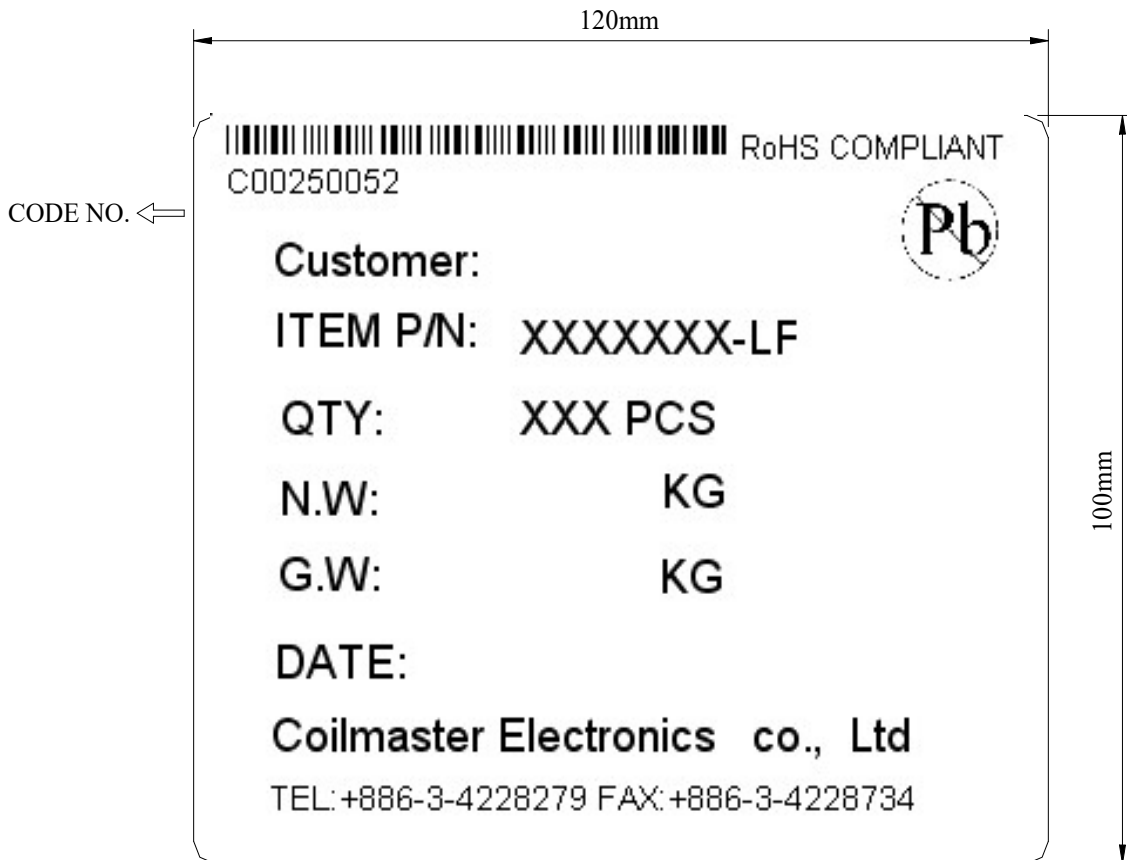 120mm
RoHS COMPLIANT
C00250052
CODE NO.
Pb
Customer:
ITEM P/N: XXXXXXX-LF
QTY: XXX PCS
N.W: KG
G.W: KG
100mm
DATE:
Coilmaster Electronics co., Ltd
TEL:+886-3-4228279 FAX:+886-3-4228734